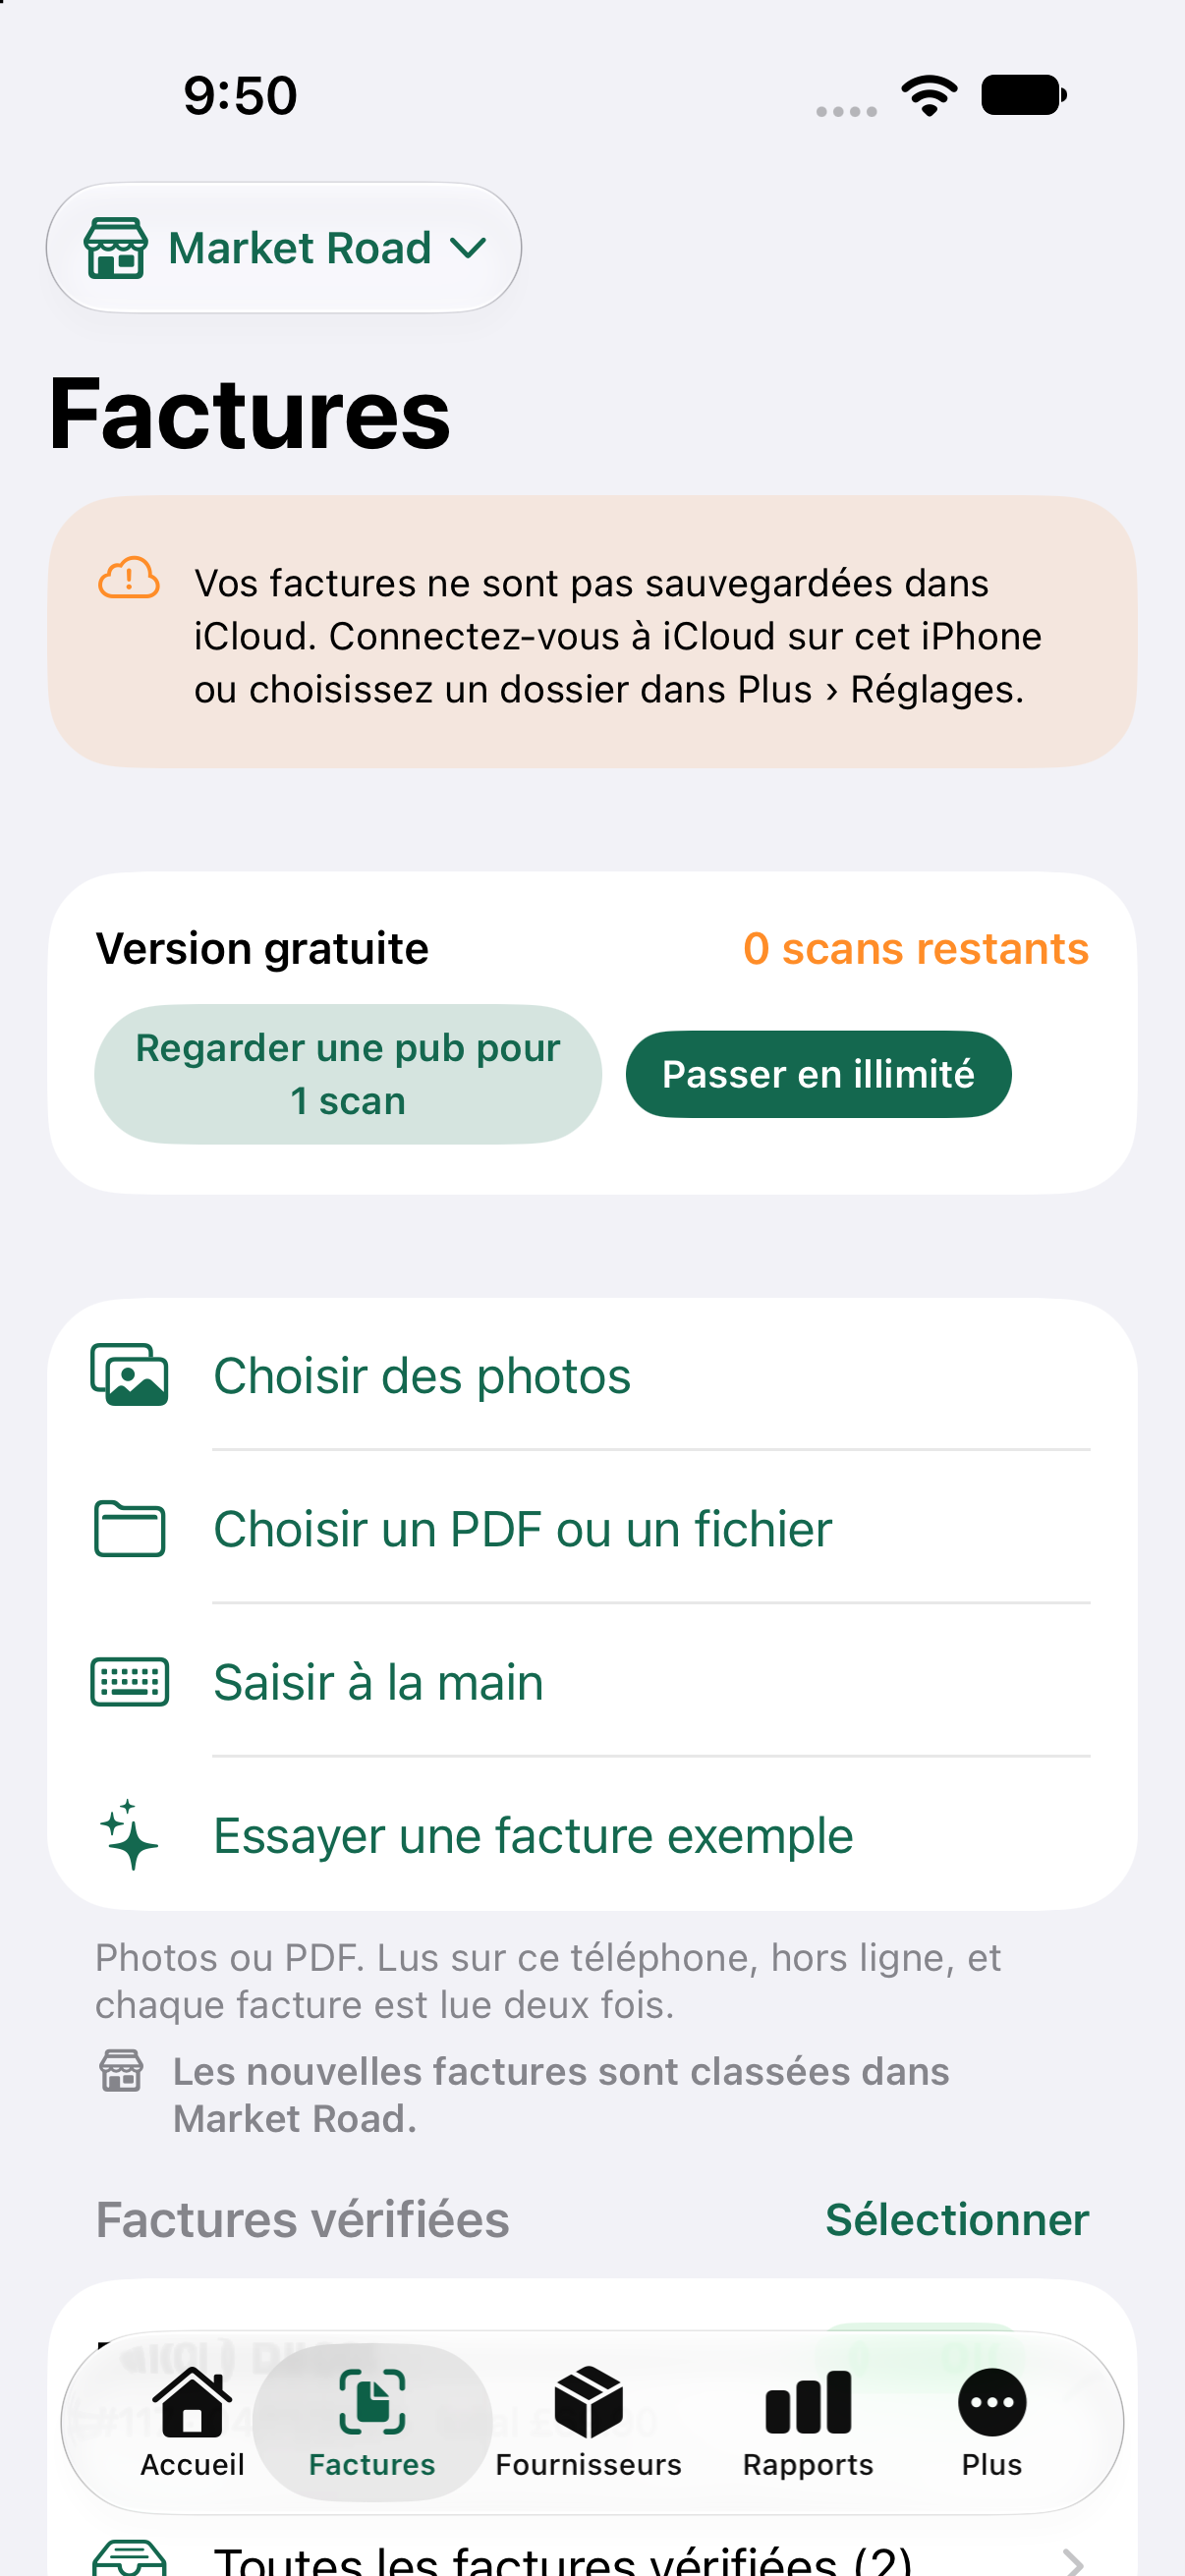 9:50
Market Road
Factures
Vos factures ne sont pas sauvegardées dans
iCloud. Connectez-vous à iCloud sur cet iPhone
ou choisissez un dossier dans Plus › Réglages.
Version gratuite
0 scans restants
Regarder une pub pour
1 scan
Passer en illimité
Choisir des photos
Choisir un PDF ou un fichier
Saisir à la main
Essayer une facture exemple
Photos ou PDF. Lus sur ce téléphone, hors ligne, et
chaque facture est lue deux fois.
Les nouvelles factures sont classées dans
Market Road.
Factures vérifiées
Sélectionner
Accueil
Factures
Fournisseurs
Rapports
Plus
Toutes les factures vérifiées (2)